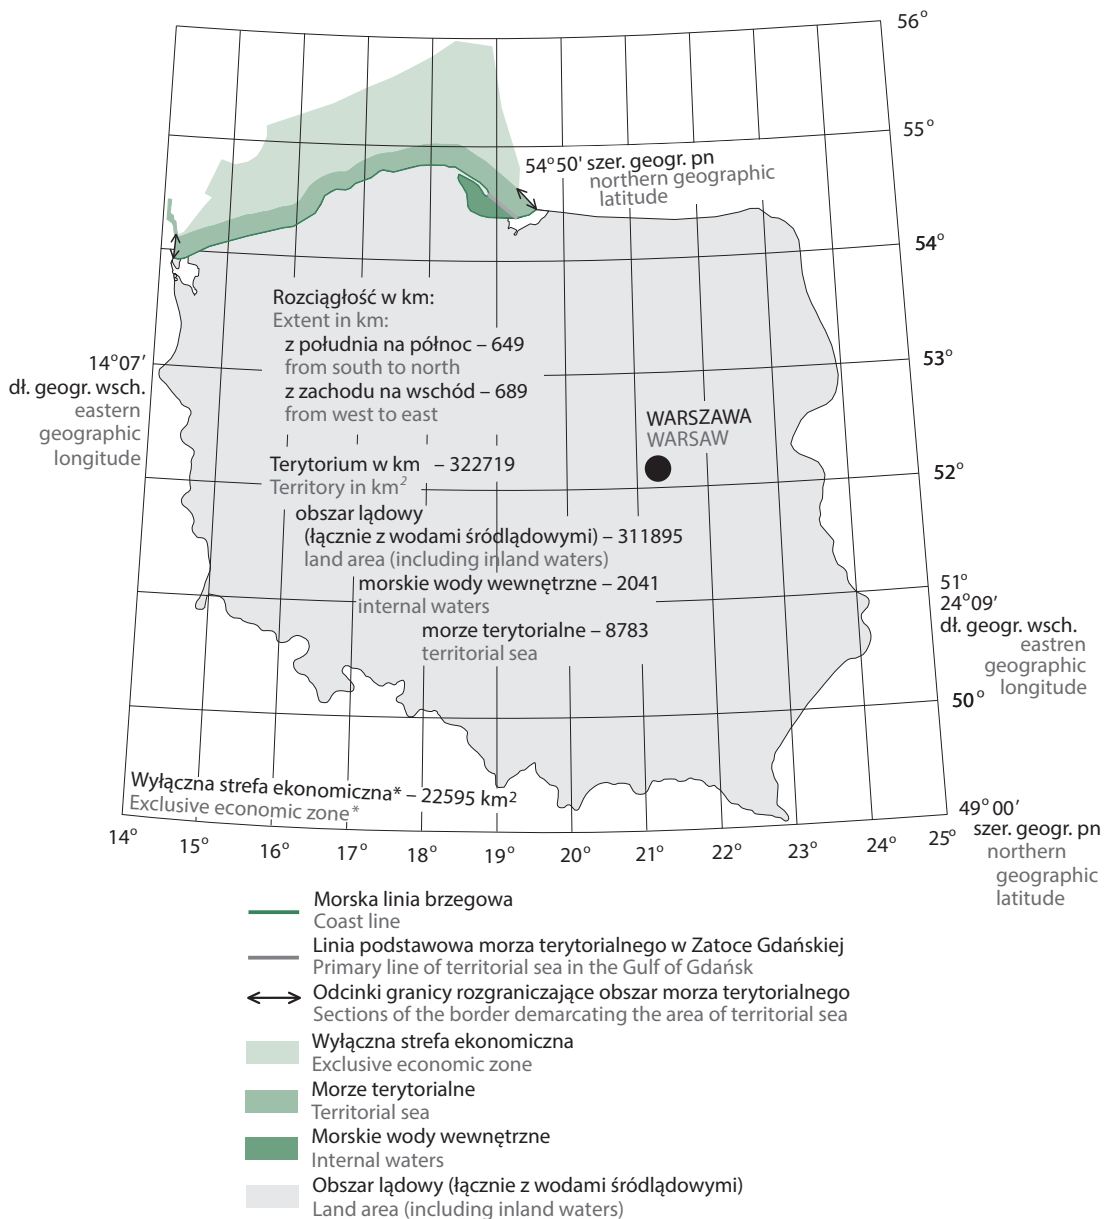 56°
55°
54°50' szer. geogr. pn
northern geographic
latitude
54°
Rozciągłość w km:
Extent in km:
z południa na północ – 649
from south to north
z zachodu na wschód – 689
from west to east
14°07'
dł. geogr. wsch.
eastern
geographic
longitude
53°
WARSZAWA
WARSAW
Terytorium w km – 322719
Territory in km²
52°
obszar lądowy
(łącznie z wodami śródlądowymi) – 311895
land area (including inland waters)
morskie wody wewnętrzne – 2041
internal waters
morze terytorialne – 8783
territorial sea
51°
24°09'
dł. geogr. wsch.
eastren
geographic
longitude
50°
Wyłączna strefa ekonomiczna* – 22595 km²
Exclusive economic zone*
49°00'
szer. geogr. pn
northern
geographic
latitude
14° 15° 16° 17° 18° 19° 20° 21° 22° 23° 24° 25°
Morska linia brzegowa
Coast line
Linia podstawowa morza terytorialnego w Zatoce Gdańskiej
Primary line of territorial sea in the Gulf of Gdańsk
Odcinki granicy rozgraniczające obszar morza terytorialnego
Sections of the border demarcating the area of territorial sea
Wyłączna strefa ekonomiczna
Exclusive economic zone
Morze terytorialne
Territorial sea
Morskie wody wewnętrzne
Internal waters
Obszar lądowy (łącznie z wodami śródlądowymi)
Land area (including inland waters)